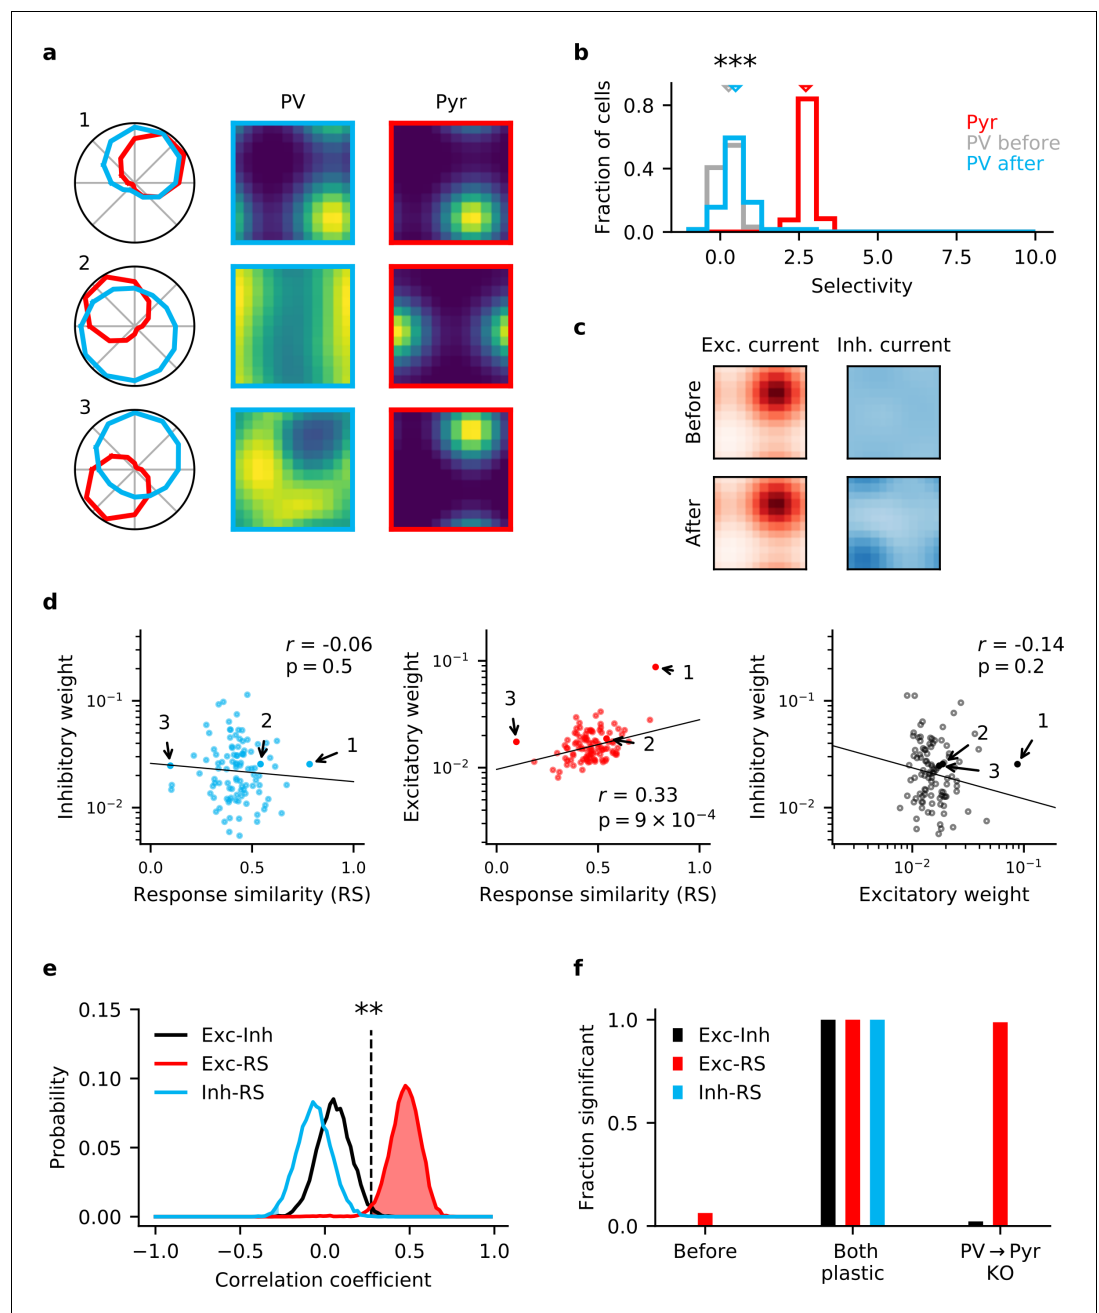 a
PV
Pyr
1
2
3
b
***
Fraction of cells
0.8
0.4
0.0
0.0 2.5 5.0 7.5 10.0
Selectivity
Pyr
PV before
PV after
c
Exc. current Inh. current
Before
After
d
Inhibitory weight
10⁻¹
10⁻²
r = -0.06
p = 0.5
3
2
1
0.0 0.5 1.0
Response similarity (RS)
Excitatory weight
10⁻¹
10⁻²
1
3
2
r = 0.33
p = 9 × 10⁻⁴
0.0 0.5 1.0
Response similarity (RS)
Inhibitory weight
10⁻¹
10⁻²
r = -0.14
p = 0.2
2
1
3
10⁻² 10⁻¹
Excitatory weight
e
**
Probability
0.15
0.10
0.05
0.00
Exc-Inh
Exc-RS
Inh-RS
−1.0 −0.5 0.0 0.5 1.0
Correlation coefficient
f
Fraction significant
1.0
0.5
0.0
Exc-Inh
Exc-RS
Inh-RS
Before
Both
plastic
PV→Pyr
KO